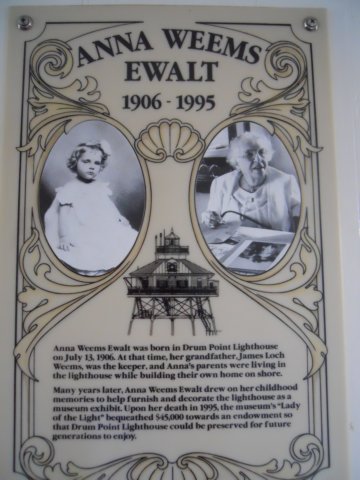 ANNA WEEMS
EWALT
1906 - 1995
Anna Weems Ewalt was born in Drum Point Lighthouse
on July 13, 1906. At that time, her grandfather, James Loch
Weems, was the keeper, and Anna's parents were living in
the lighthouse while building their own home on shore.
Many years later, Anna Weems Ewalt drew on her childhood
memories to help furnish and decorate the lighthouse as a
museum exhibit. Upon her death in 1995, the museum's "Lady
of the Light" bequeathed $45,000 towards an endowment so
that Drum Point Lighthouse could be preserved for future
generations to enjoy.